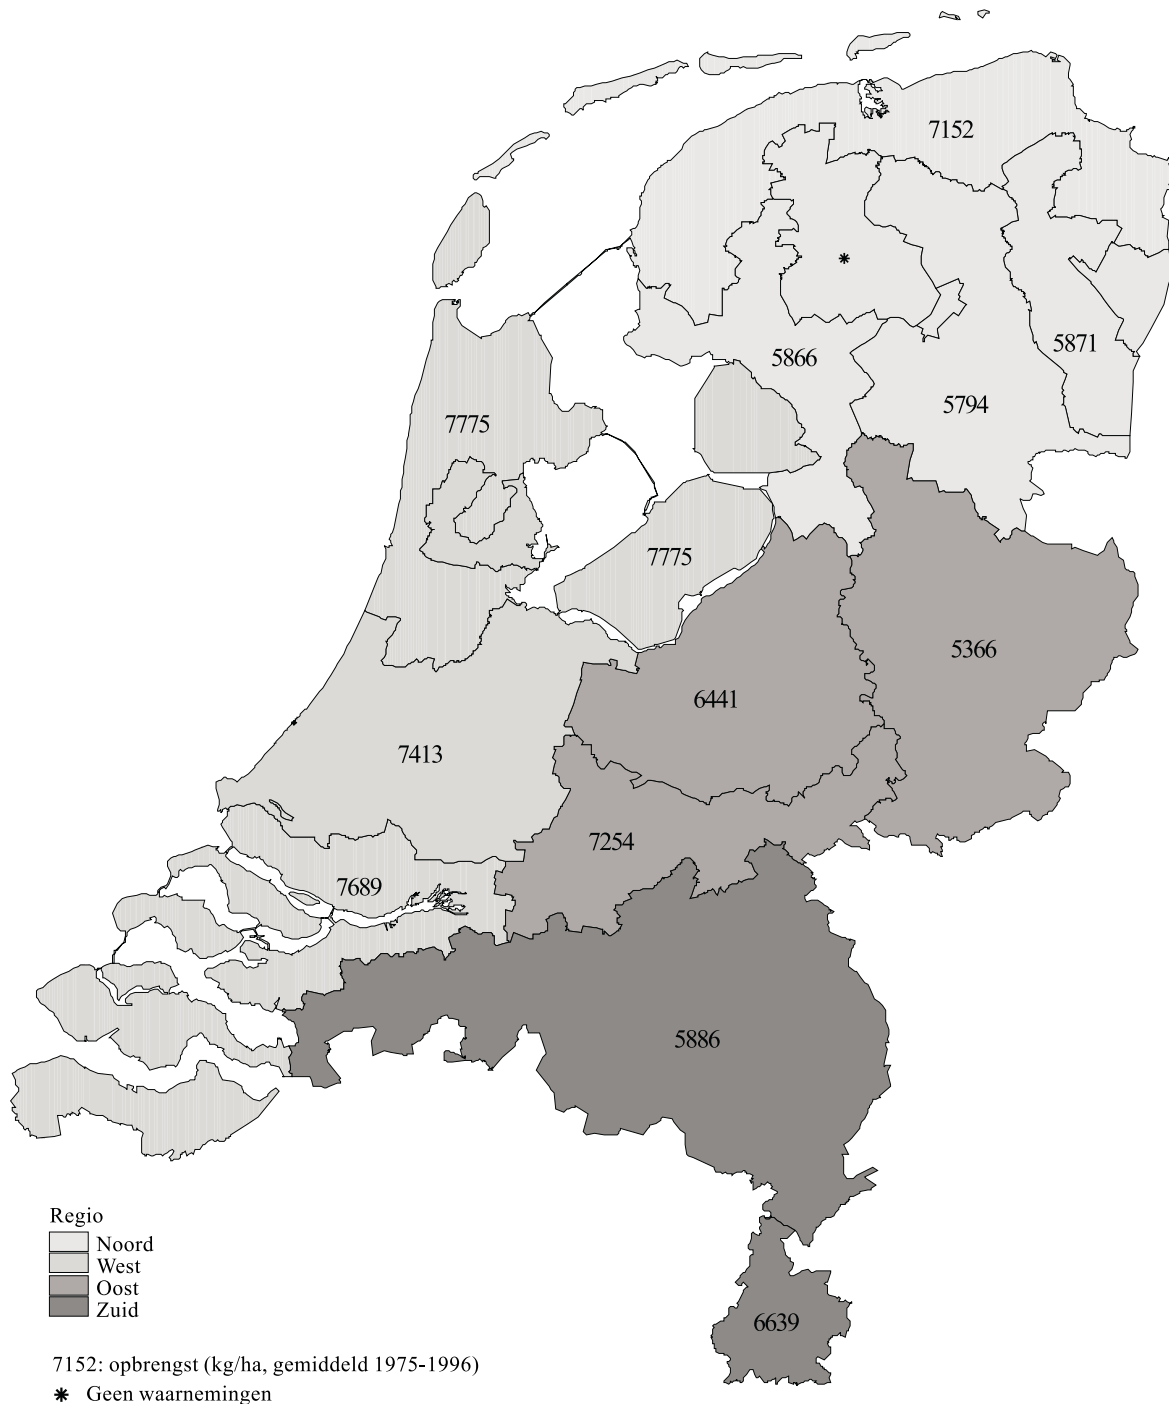 7152
5866
5871
5794
7775
7775
5366
6441
7413
7254
7689
5886
6639
Regio
Noord
West
Oost
Zuid
7152: opbrengst (kg/ha, gemiddeld 1975-1996)
* Geen waarnemingen